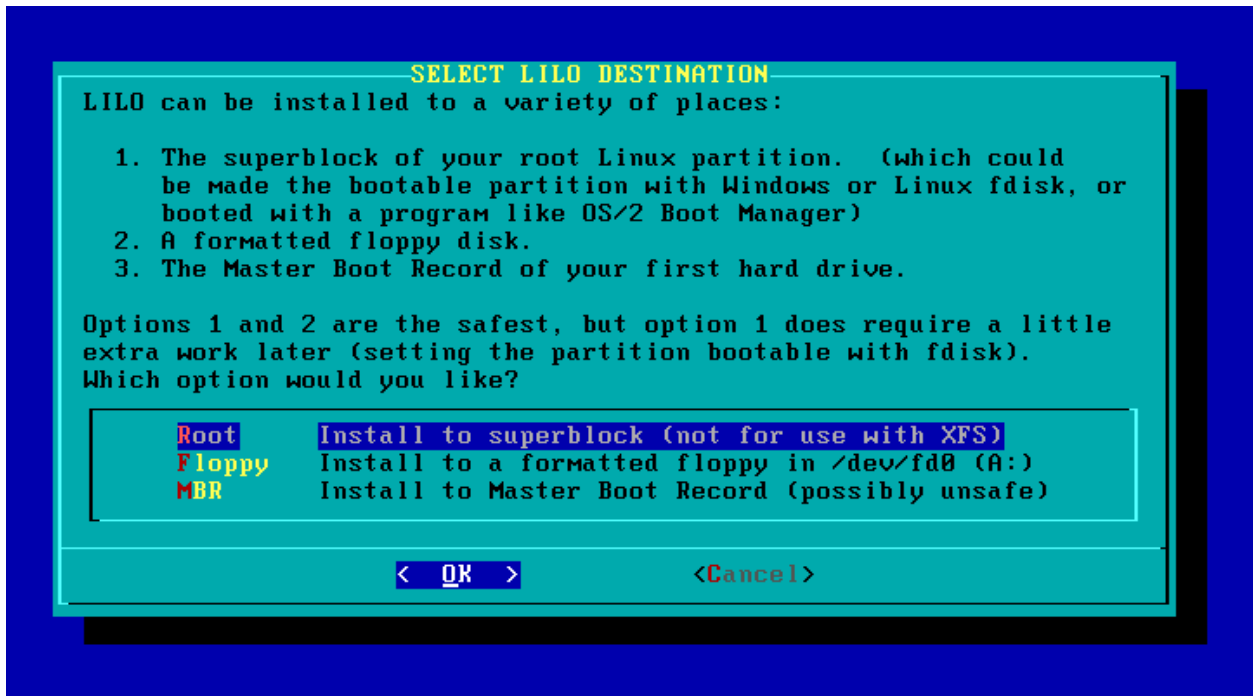 SELECT LILO DESTINATION
LILO can be installed to a variety of places:
1. The superblock of your root Linux partition.  (which could
be made the bootable partition with Windows or Linux fdisk, or
booted with a program like OS/2 Boot Manager)
2. A formatted floppy disk.
3. The Master Boot Record of your first hard drive.
Options 1 and 2 are the safest, but option 1 does require a little
extra work later (setting the partition bootable with fdisk).
Which option would you like?
Root Install to superblock (not for use with XFS)
Floppy Install to a formatted floppy in /dev/fd0 (A:)
MBR Install to Master Boot Record (possibly unsafe)
< OK > <Cancel>